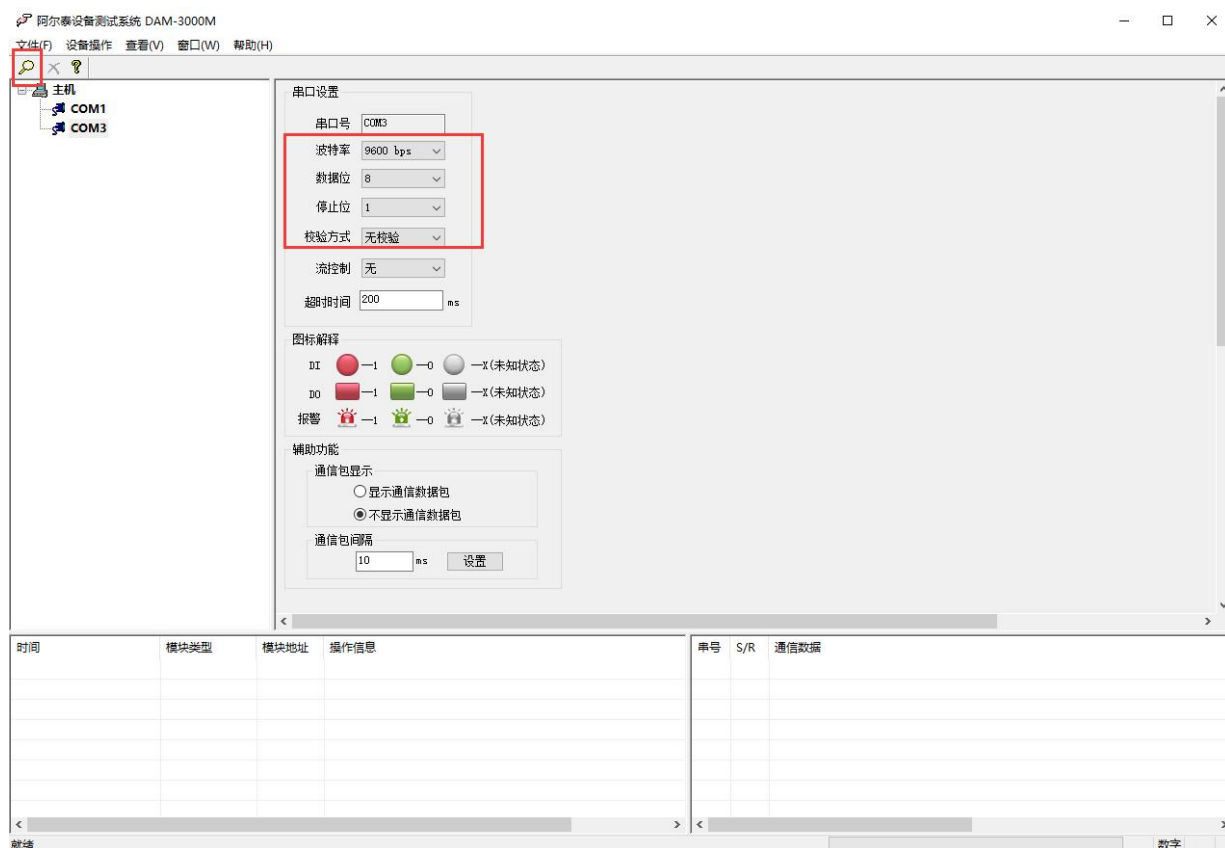 阿尔泰设备测试系统 DAM-3000M
文件(F) 设备操作 查看(V) 窗口(W) 帮助(H)
主机
COM1
COM3
串口设置
串口号 COM3
波特率 9600 bps
数据位 8
停止位 1
校验方式 无校验
流控制 无
超时时间 200 ms
图标解释
DI —1 —0 —X(未知状态)
DO —1 —0 —X(未知状态)
报警 —1 —0 —X(未知状态)
辅助功能
通信包显示
显示通信数据包
不显示通信数据包
通信包间隔
10 ms 设置
时间 模块类型 模块地址 操作信息 串号 S/R 通信数据
就绪 数字